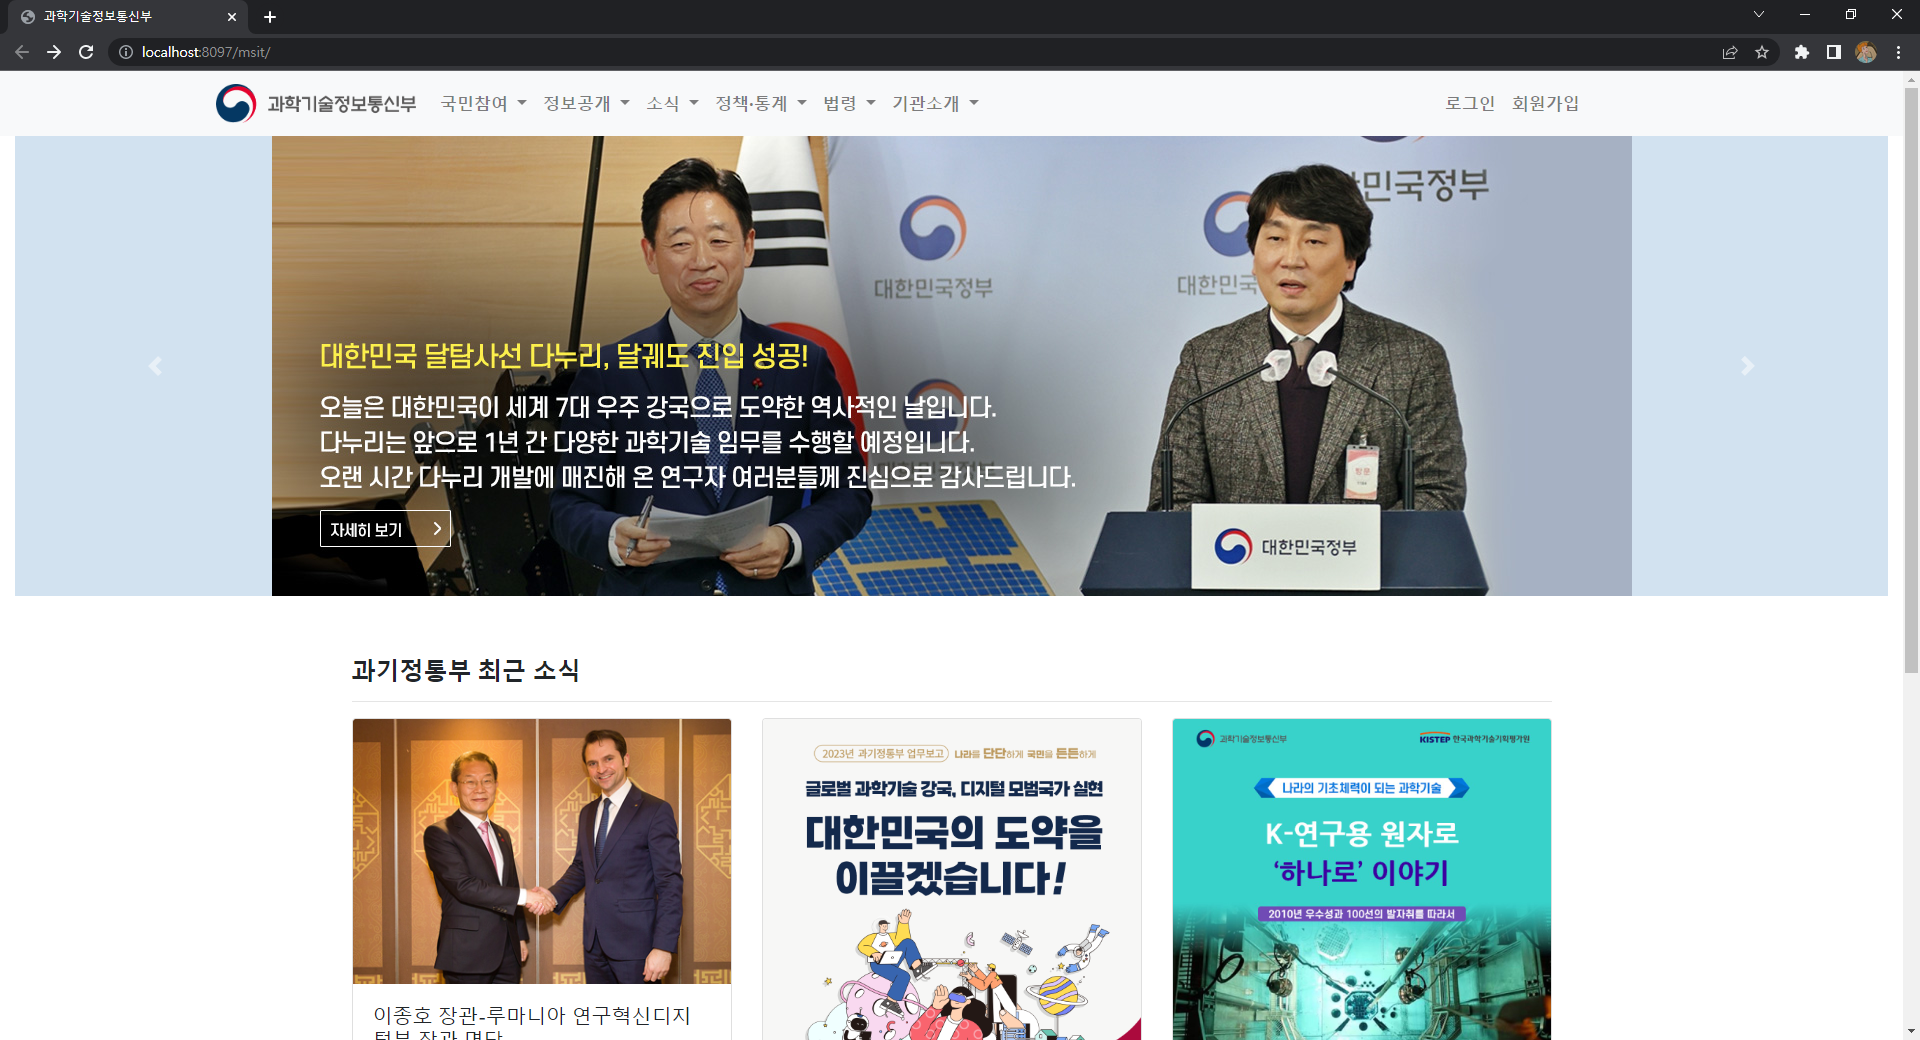 과학기술정보통신부
localhost:8097/msit/
과학기술정보통신부 국민참여 정보공개 소식 정책·통계 법령 기관소개 로그인 회원가입
대한민국정부
대한민국정부
대한민국
대한민국 달탐사선 다누리, 달궤도 진입 성공!
오늘은 대한민국이 세계 7대 우주 강국으로 도약한 역사적인 날입니다.
다누리는 앞으로 1년 간 다양한 과학기술 임무를 수행할 예정입니다.
오랜 시간 다누리 개발에 매진해 온 연구자 여러분들께 진심으로 감사드립니다.
자세히 보기
대한민국정부
과기정통부 최근 소식
이종호 장관-루마니아 연구혁신디지
털부 장관 면담
2023년 과기정통부 업무보고 나라를 단단하게 국민을 튼튼하게
글로벌 과학기술 강국, 디지털 모범국가 실현
대한민국의 도약을
이끌겠습니다!
과학기술정보통신부 KISTEP 한국과학기술기획평가원
나라의 기초체력이 되는 과학기술
K-연구용 원자로
‘하나로’ 이야기
2010년 우수성과 100선의 발자취를 따라서